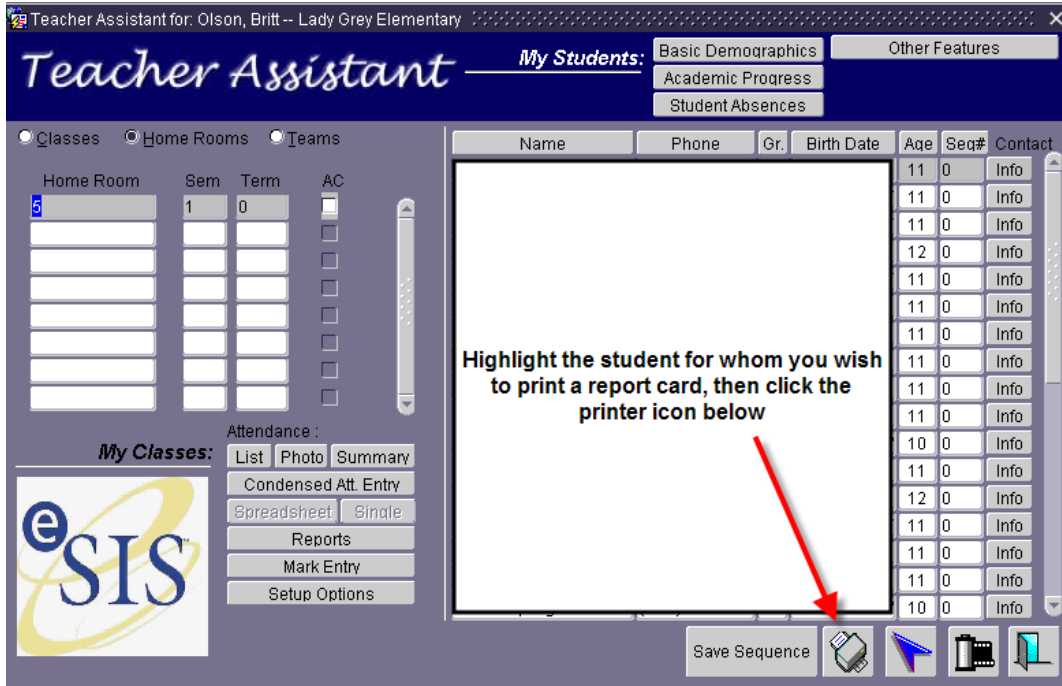 Teacher Assistant for: Olson, Britt -- Lady Grey Elementary
Teacher Assistant
My Students:
Basic Demographics
Academic Progress
Student Absences
Other Features
Classes Home Rooms Teams
Home Room Sem Term AC
5 1 0
Name Phone Gr. Birth Date Age Seq# Contact
11 0 Info
11 0 Info
11 0 Info
12 0 Info
11 0 Info
11 0 Info
11 0 Info
11 0 Info
11 0 Info
11 0 Info
10 0 Info
11 0 Info
12 0 Info
11 0 Info
11 0 Info
11 0 Info
10 0 Info
Highlight the student for whom you wish
to print a report card, then click the
printer icon below
My Classes:
Attendance :
List Photo Summary
Condensed Att. Entry
Spreadsheet Single
Reports
Mark Entry
Setup Options
eSIS
Save Sequence